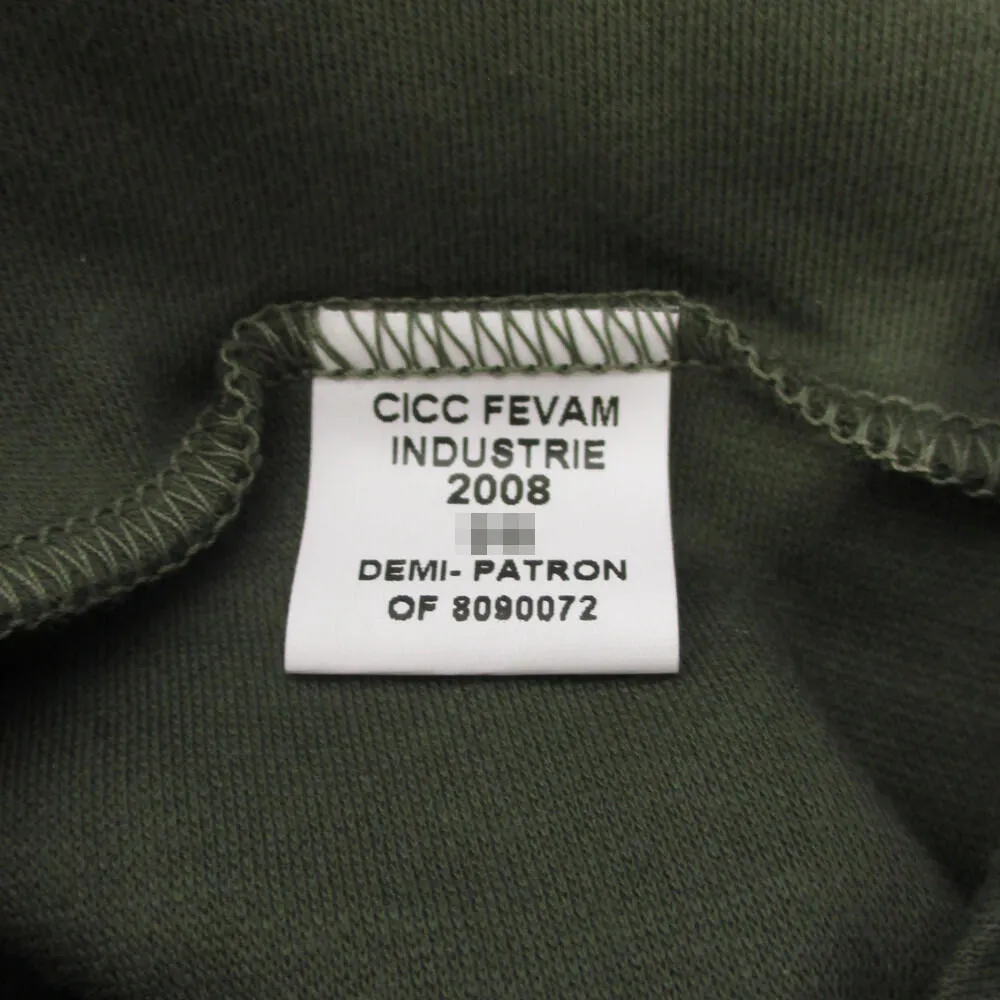 CICC FEVAM
INDUSTRIE
2008
DEMI- PATRON
OF 8090072